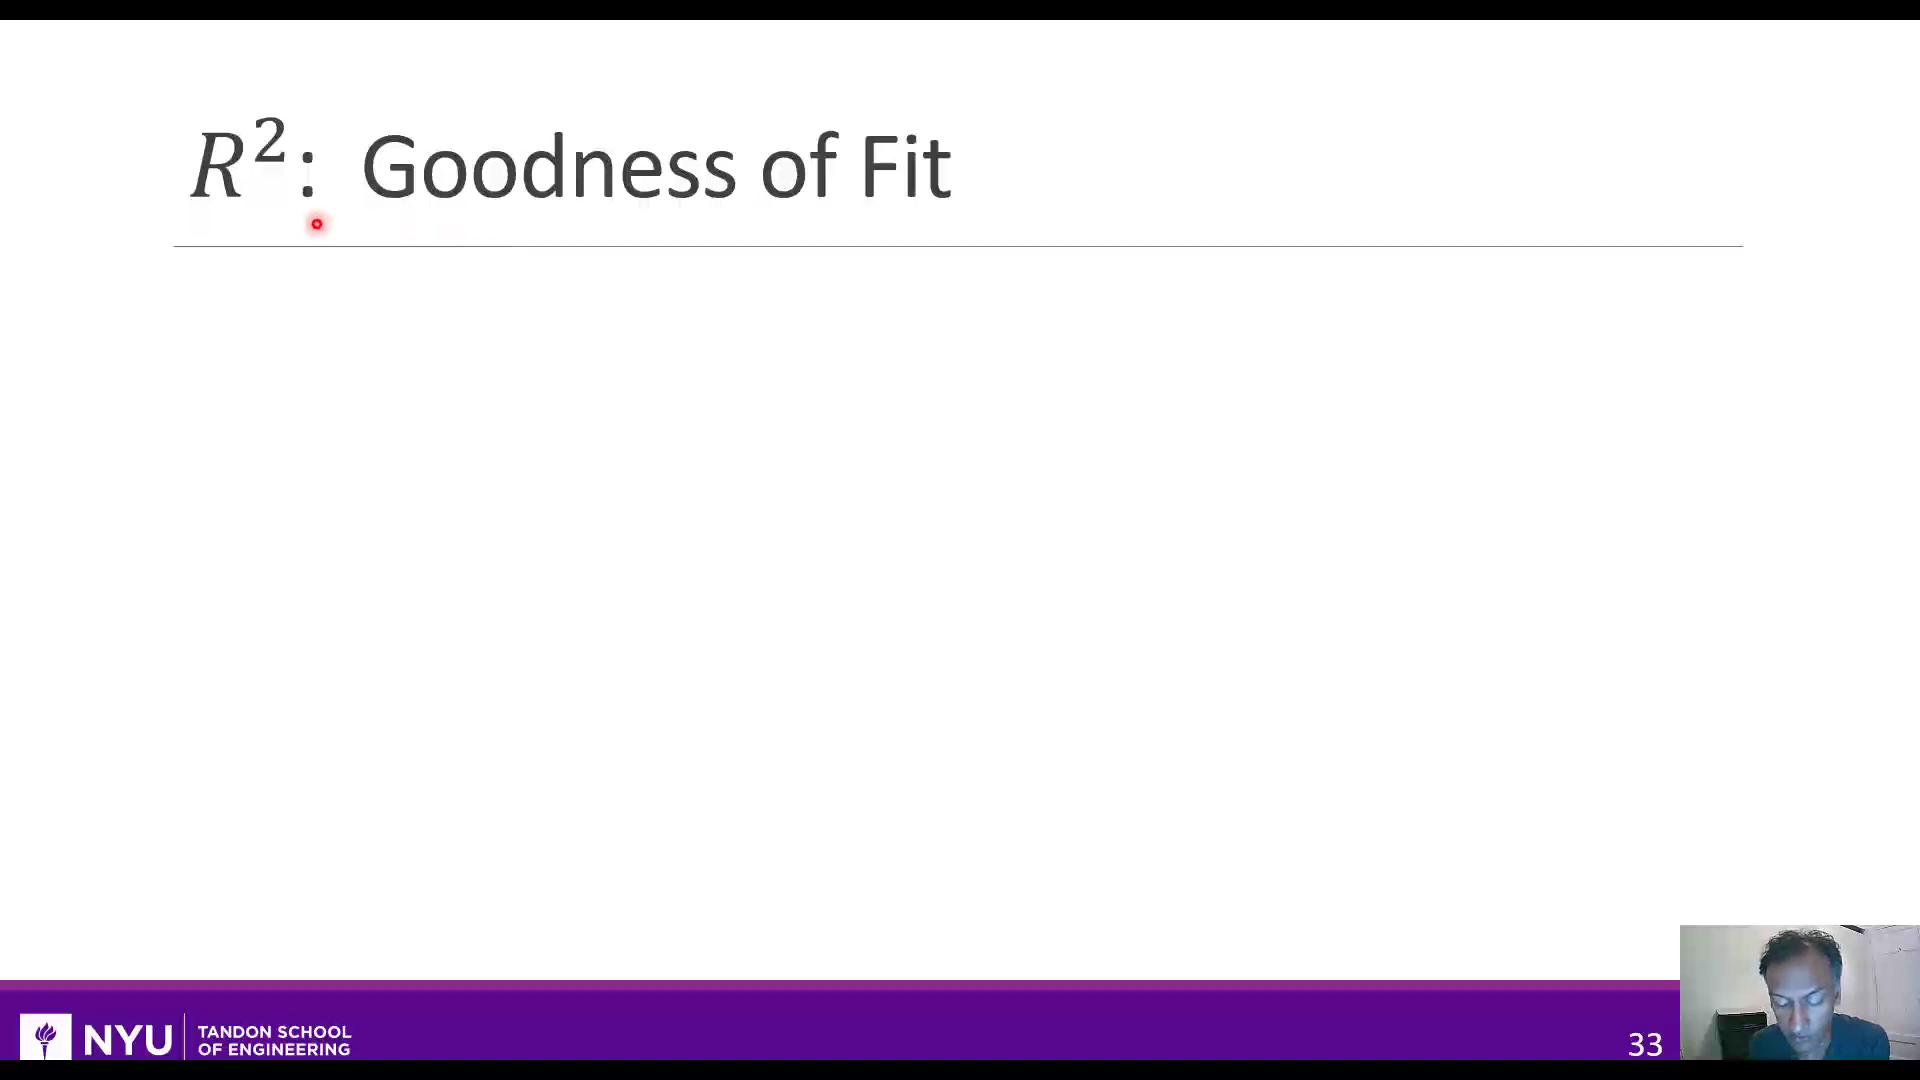 R²: Goodness of Fit
NYU
TANDON SCHOOL
OF ENGINEERING
33